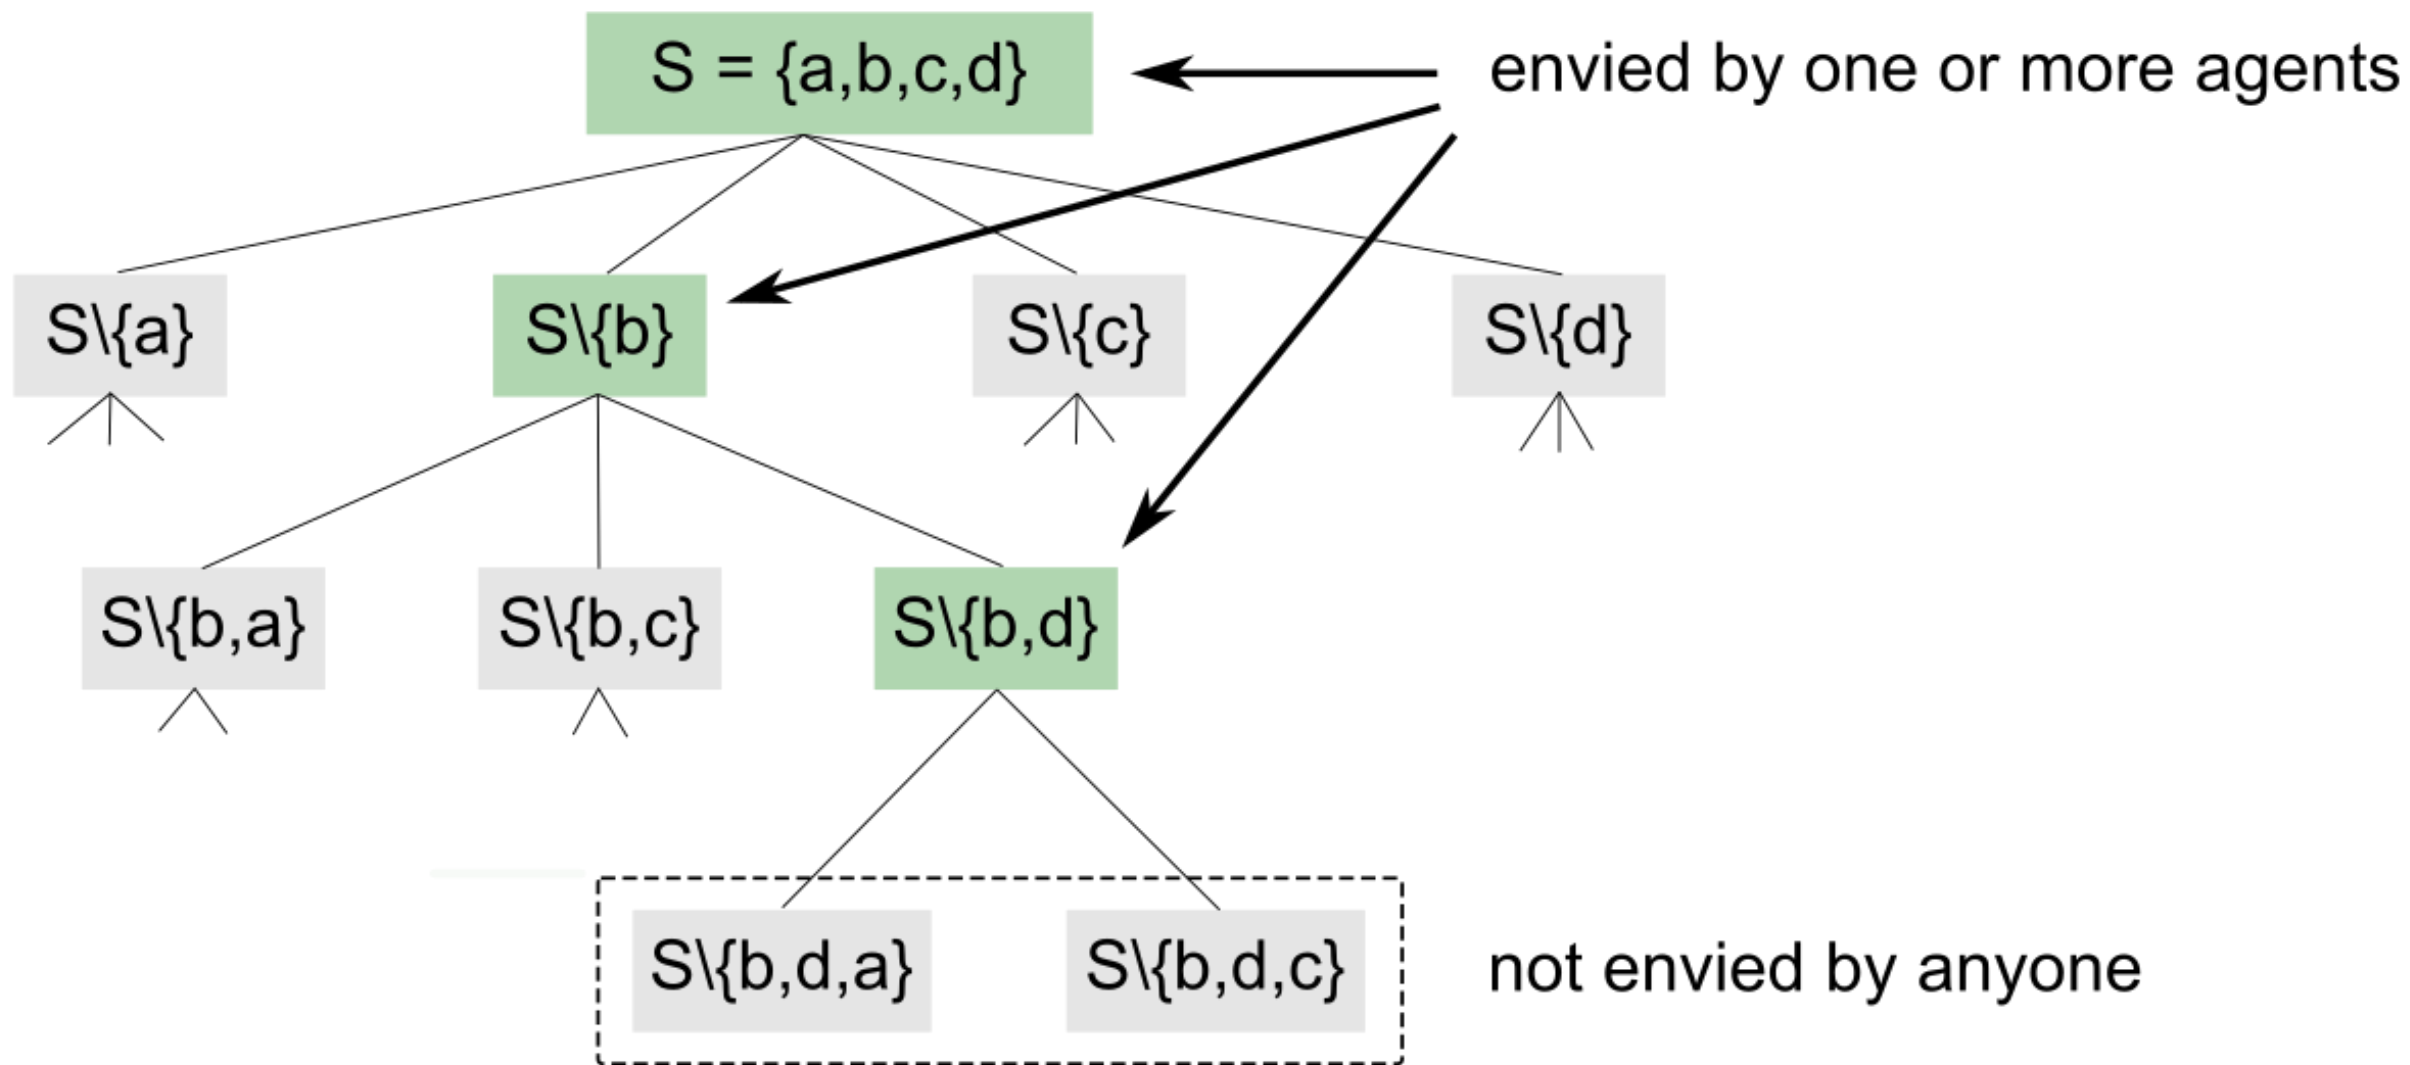 S = {a,b,c,d}
envied by one or more agents
S\{a}
S\{b}
S\{c}
S\{d}
S\{b,a}
S\{b,c}
S\{b,d}
S\{b,d,a}
S\{b,d,c}
not envied by anyone